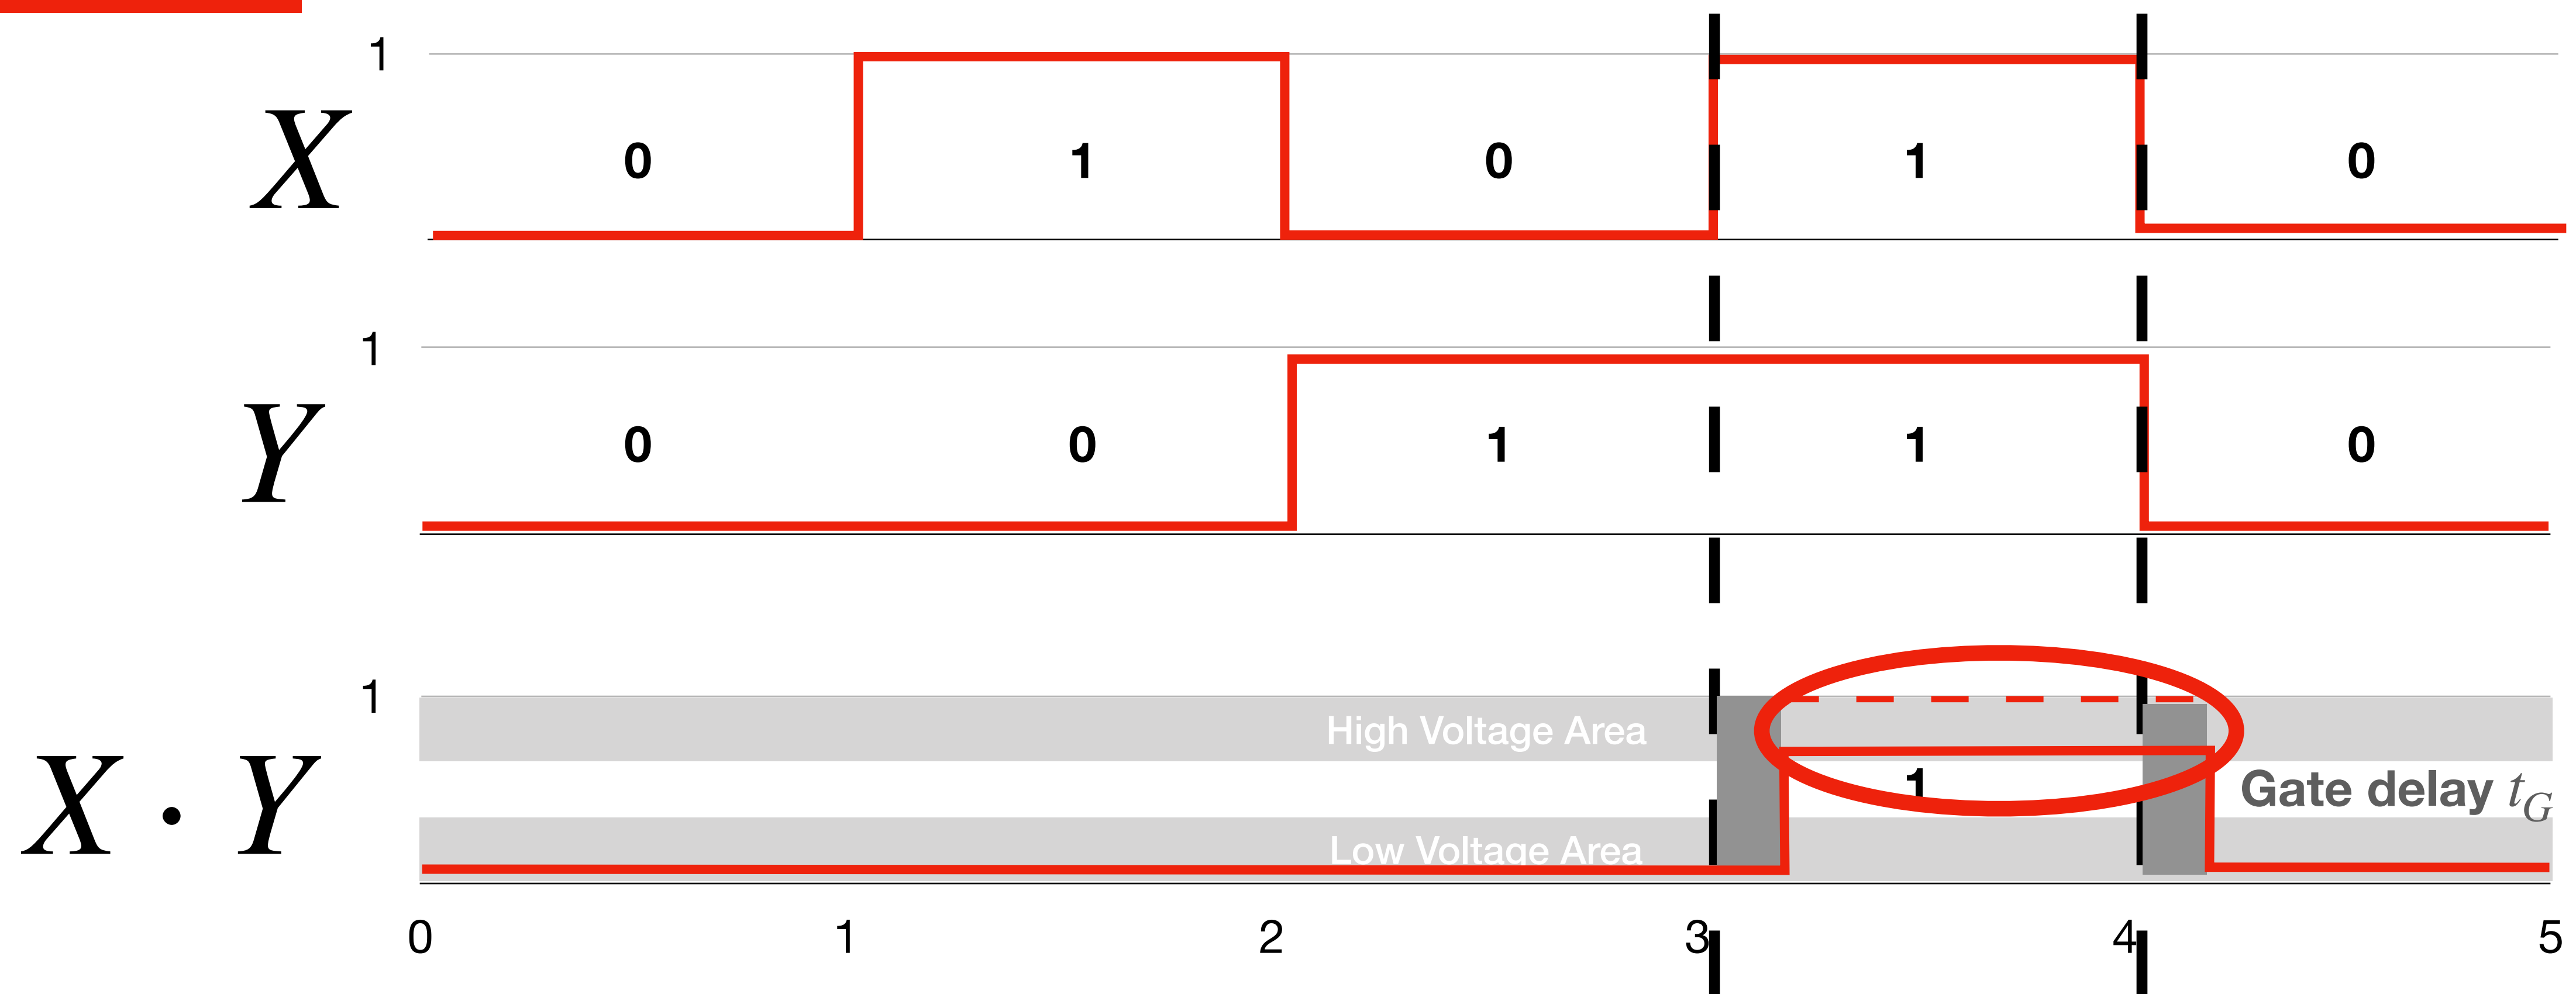 1
X
0 1 0 1 0
1
Y
0 0 1 1 0
1
High Voltage Area
X · Y
1
Gate delay t_G
Low Voltage Area
0 1 2 3 4 5